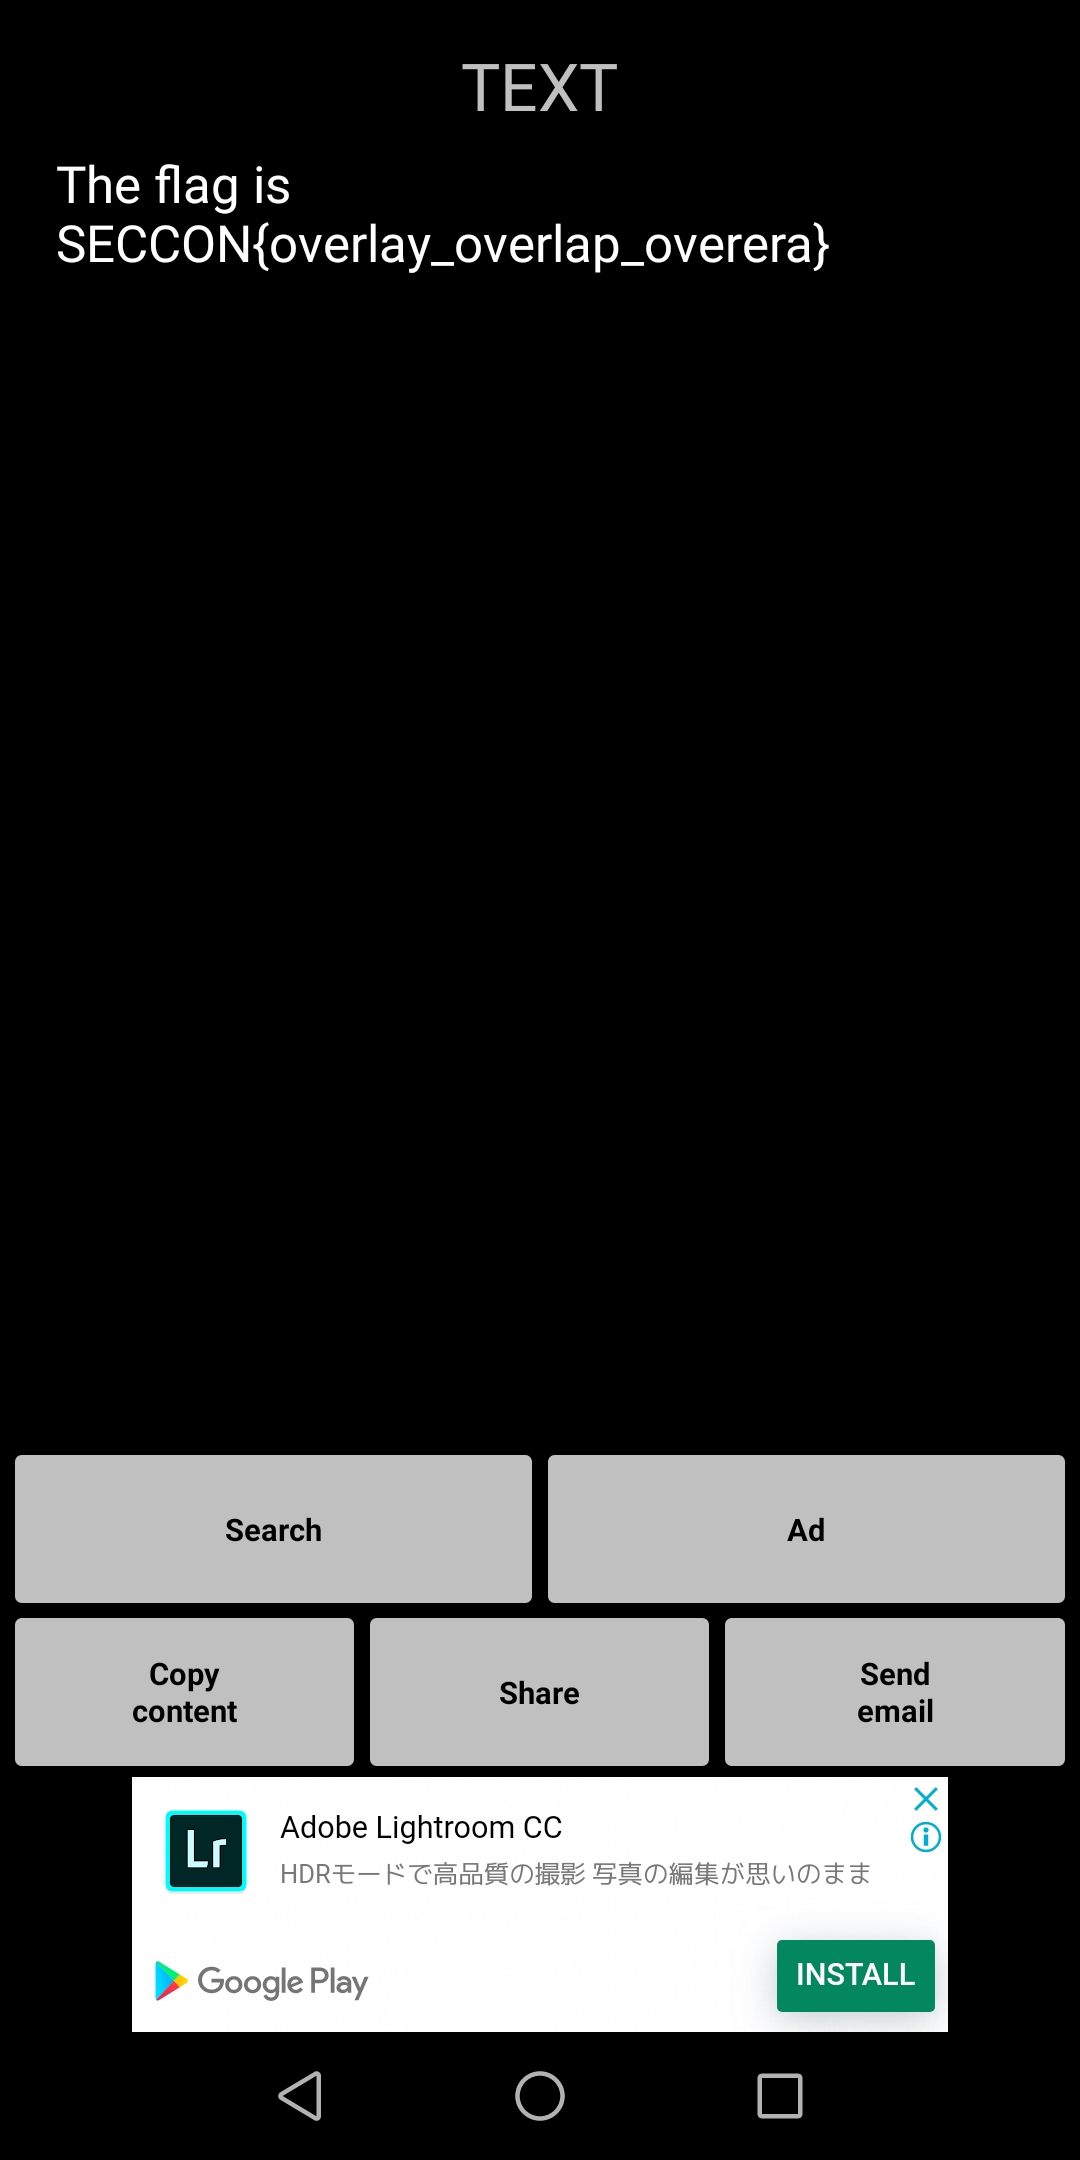 TEXT
The flag is
SECCON{overlay_overlap_overera}
Search
Ad
Copy
content
Share
Send
email
Lr
Adobe Lightroom CC
HDRモードで高品質の撮影 写真の編集が思いのまま
Google Play
INSTALL